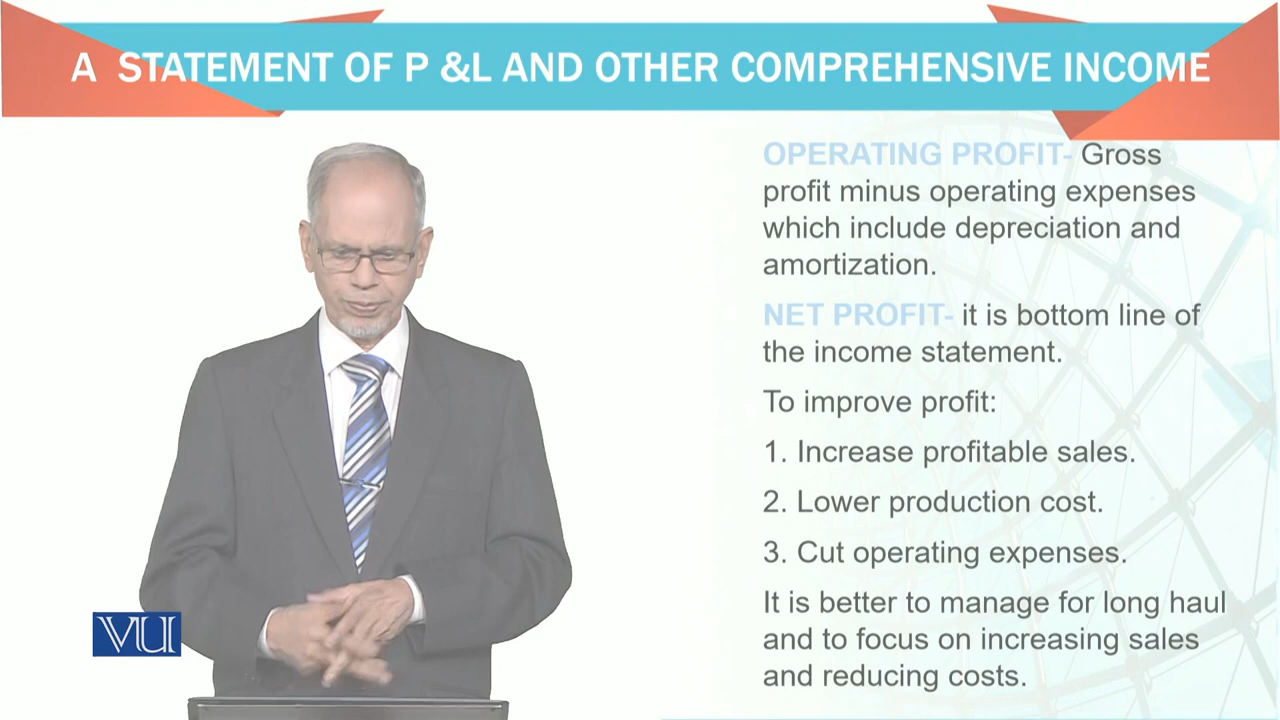 A STATEMENT OF P &L AND OTHER COMPREHENSIVE INCOME
OPERATING PROFIT- Gross
profit minus operating expenses
which include depreciation and
amortization.
NET PROFIT- it is bottom line of
the income statement.
To improve profit:
1. Increase profitable sales.
2. Lower production cost.
3. Cut operating expenses.
It is better to manage for long haul
and to focus on increasing sales
and reducing costs.
VU